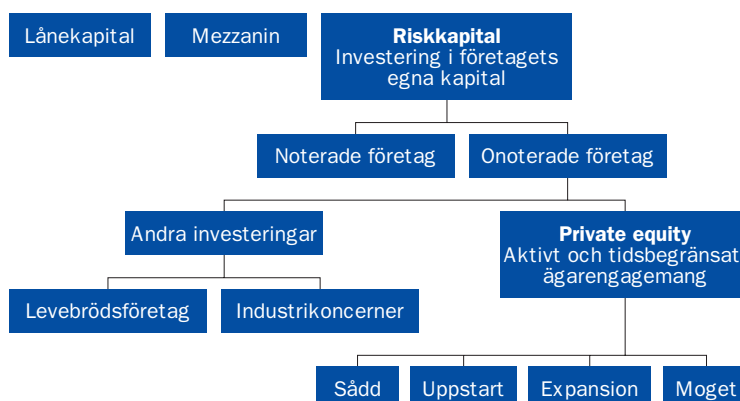 Lånekapital
Mezzanin
Riskkapital
Investering i företagets
egna kapital
Noterade företag
Onoterade företag
Andra investeringar
Private equity
Aktivt och tidsbegränsat
ägarengagemang
Levebrödsföretag
Industrikoncerner
Sådd
Uppstart
Expansion
Moget